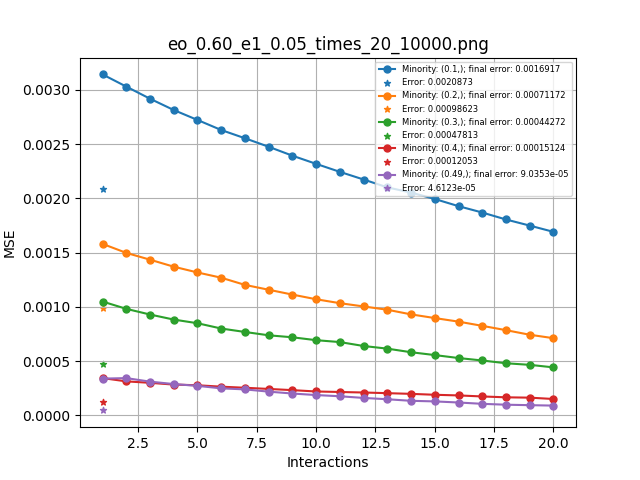 eo_0.60_e1_0.05_times_20_10000.png
Minority: (0.1,); final error: 0.0016917
Error: 0.0020873
Minority: (0.2,); final error: 0.00071172
Error: 0.00098623
Minority: (0.3,); final error: 0.00044272
Error: 0.00047813
Minority: (0.4,); final error: 0.00015124
Error: 0.00012053
Minority: (0.49,); final error: 9.0353e-05
Error: 4.6123e-05
MSE
0.0030
0.0025
0.0020
0.0015
0.0010
0.0005
0.0000
2.5 5.0 7.5 10.0 12.5 15.0 17.5 20.0
Interactions